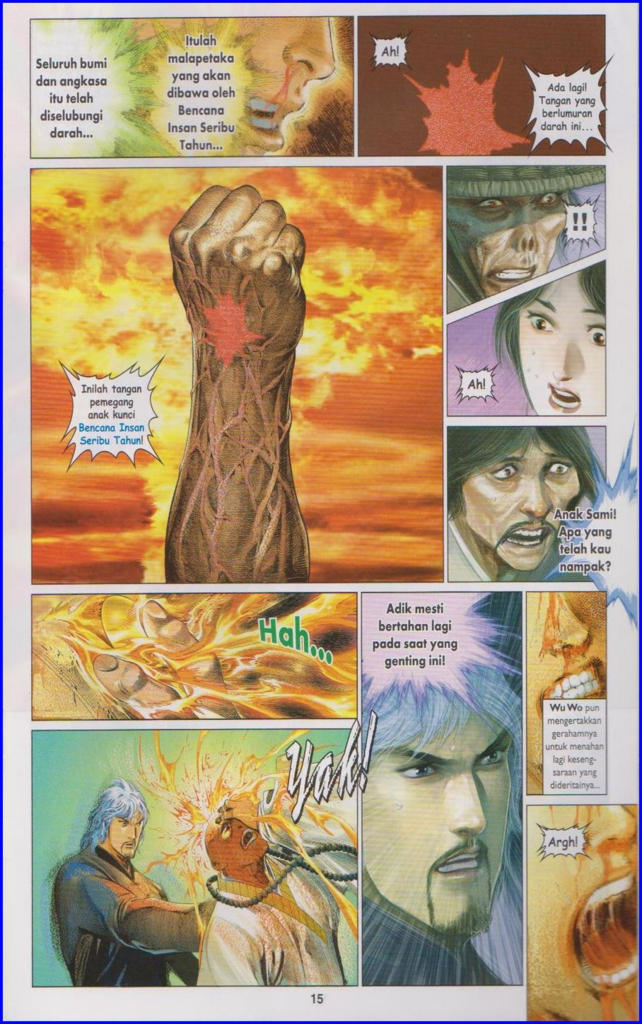 Seluruh bumi
dan angkasa
itu telah
diselubungi
darah...
Itulah
malapetaka
yang akan
dibawa oleh
Bencana
Insan Seribu
Tahun...
Ah!
Ada lagi!
Tangan yang
berlumuran
darah ini...
Inilah tangan
pemegang
anak kunci
Bencana Insan
Seribu Tahun!
!!
Ah!
Anak Sami!
Apa yang
telah kau
nampak?
Hah...
Adik mesti
bertahan lagi
pada saat yang
genting ini!
Wu Wo pun
mengertakkan
gerahamnya
untuk menahan
lagi keseng-
saraan yang
dideritainya...
Yak!
Argh!
15